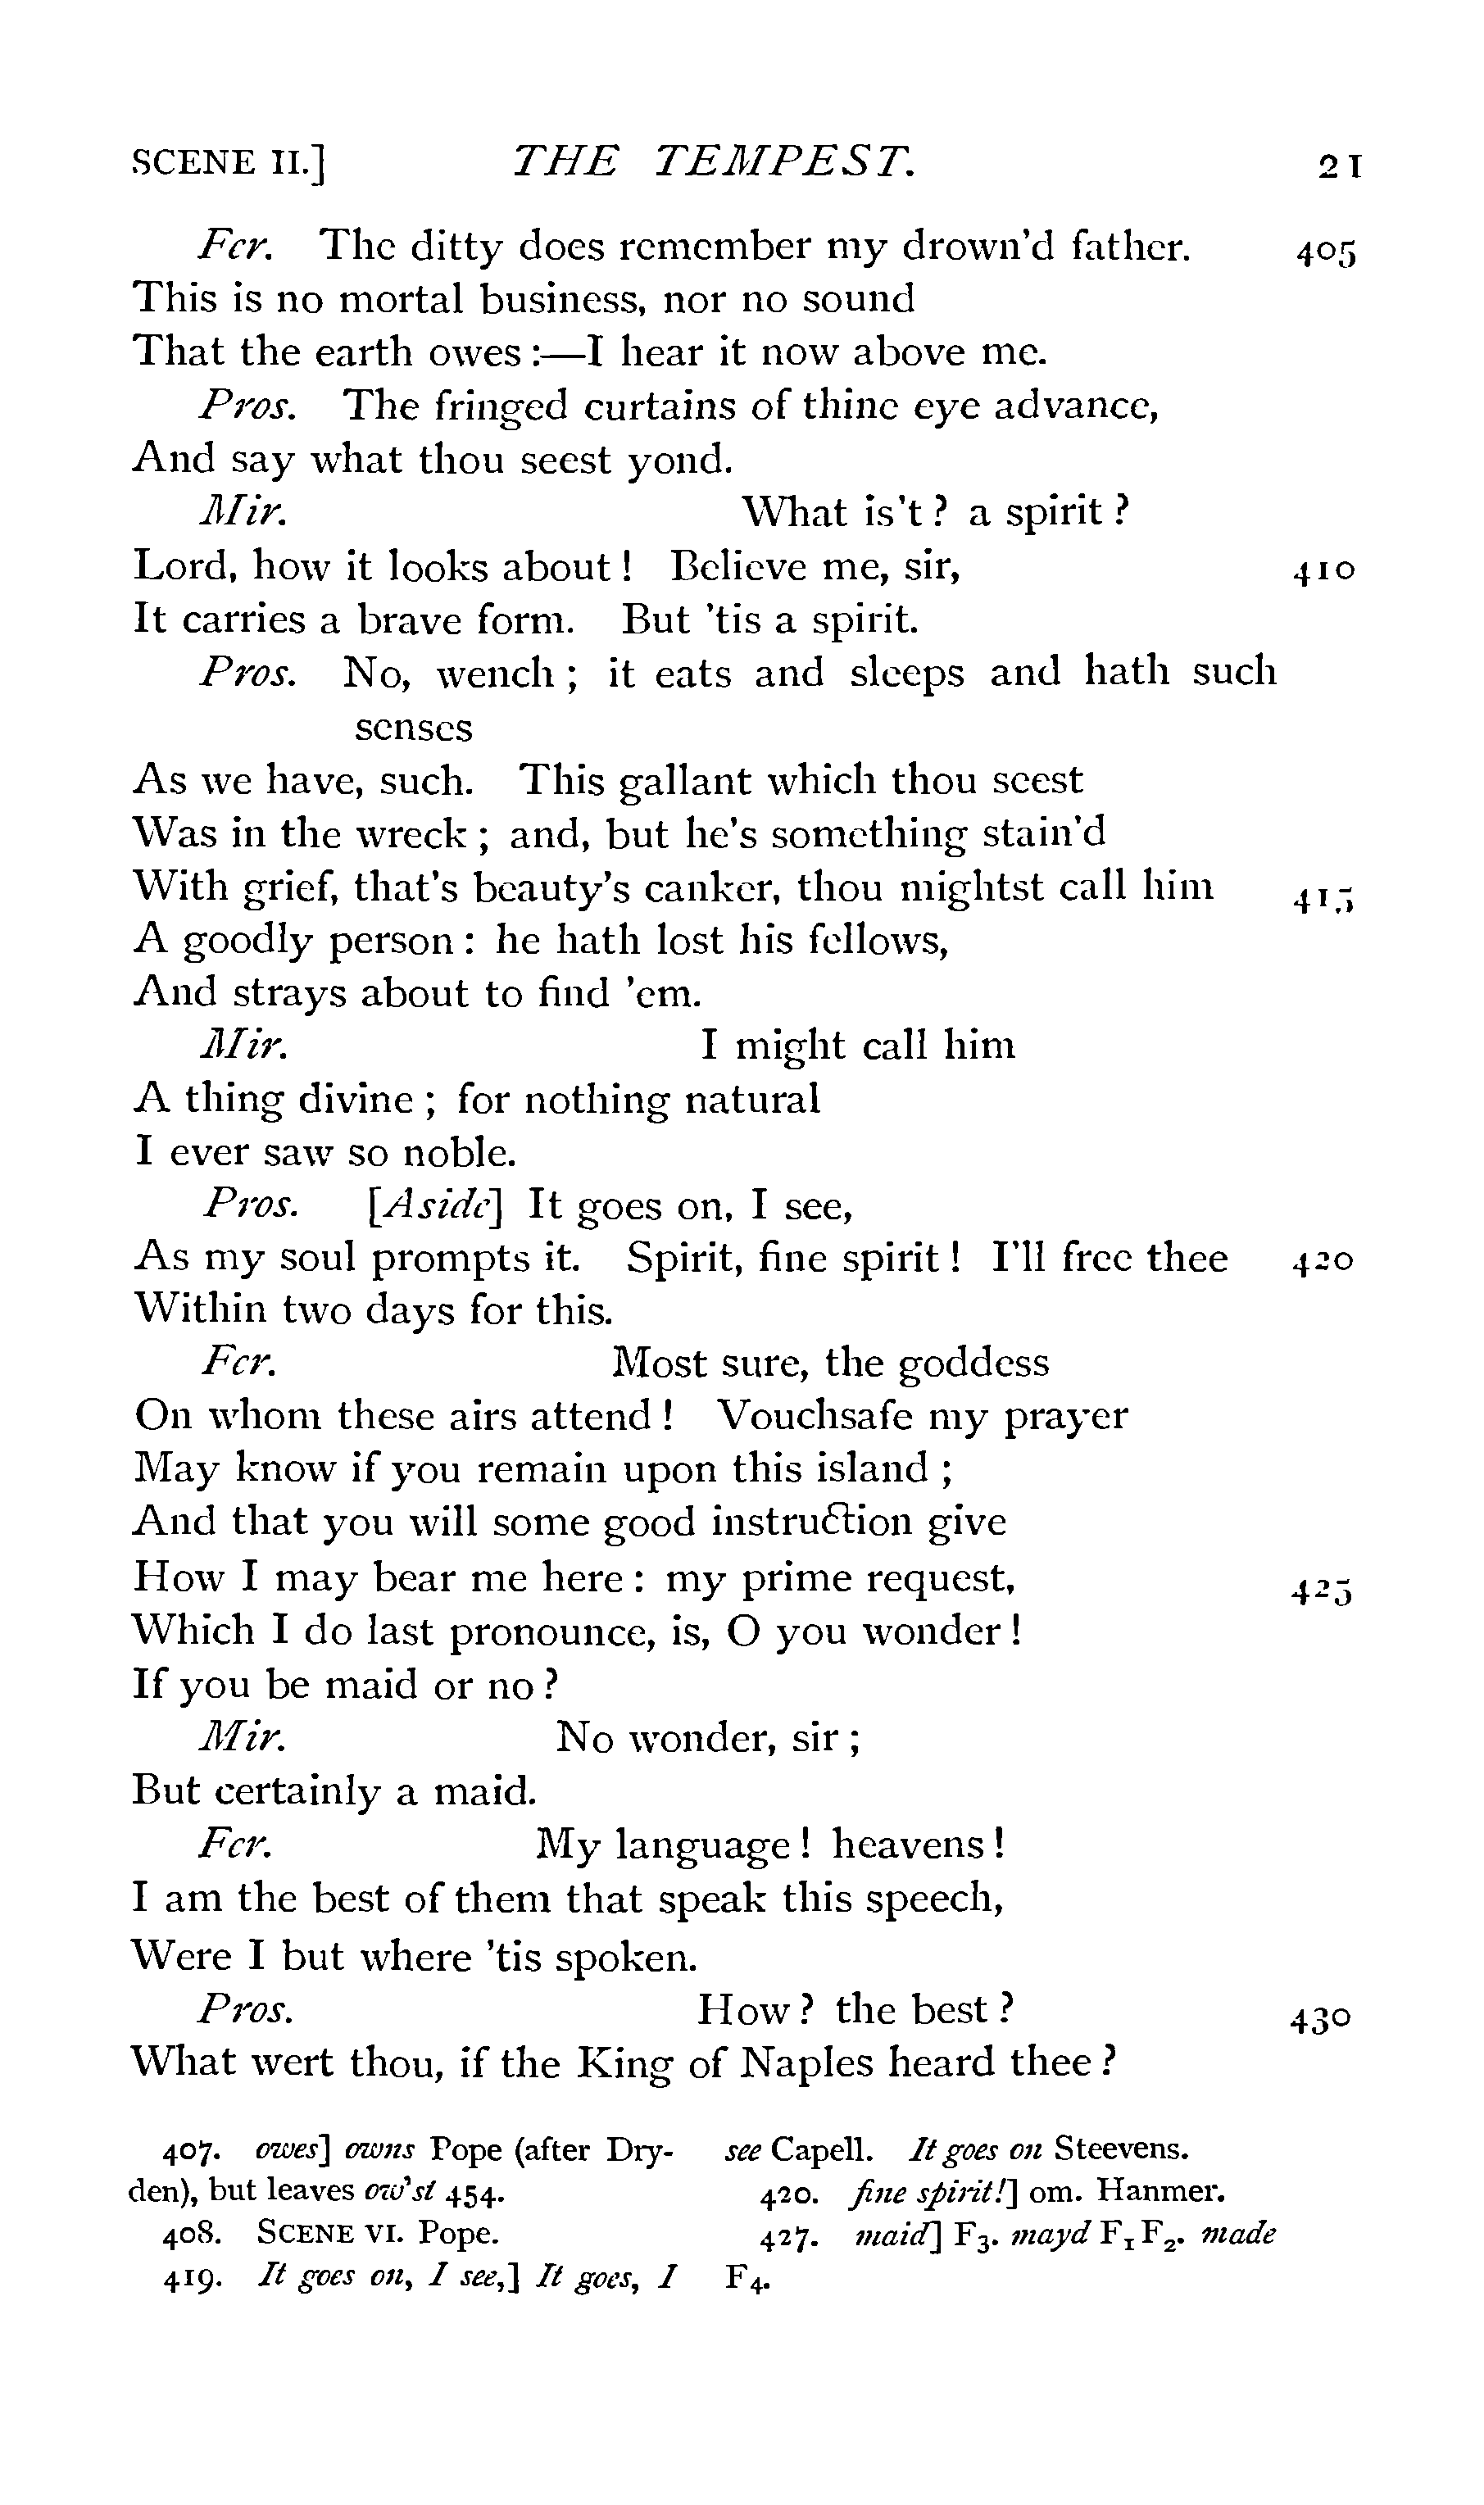 SCENE II.] THE TEMPEST. 21
Fer. The ditty does remember my drown'd father. 405
This is no mortal business, nor no sound
That the earth owes:—I hear it now above me.
Pros. The fringed curtains of thine eye advance,
And say what thou seest yond.
Mir. What is't? a spirit?
Lord, how it looks about! Believe me, sir, 410
It carries a brave form. But 'tis a spirit.
Pros. No, wench; it eats and sleeps and hath such
senses
As we have, such. This gallant which thou seest
Was in the wreck; and, but he's something stain'd
With grief, that's beauty's canker, thou mightst call him 415
A goodly person: he hath lost his fellows,
And strays about to find 'em.
Mir. I might call him
A thing divine; for nothing natural
I ever saw so noble.
Pros. [Aside] It goes on, I see,
As my soul prompts it. Spirit, fine spirit! I'll free thee 420
Within two days for this.
Fer. Most sure, the goddess
On whom these airs attend! Vouchsafe my prayer
May know if you remain upon this island;
And that you will some good instruction give
How I may bear me here: my prime request, 425
Which I do last pronounce, is, O you wonder!
If you be maid or no?
Mir. No wonder, sir;
But certainly a maid.
Fer. My language! heavens!
I am the best of them that speak this speech,
Were I but where 'tis spoken.
Pros. How? the best? 430
What wert thou, if the King of Naples heard thee?
407. owes] owns Pope (after Dry-
den), but leaves ow'st 454.
408. SCENE VI. Pope.
419. It goes on, I see,] It goes, I
see Capell. It goes on Steevens.
420. fine spirit!] om. Hanmer.
427. maid] F3. mayd F1 F2. made
F4.